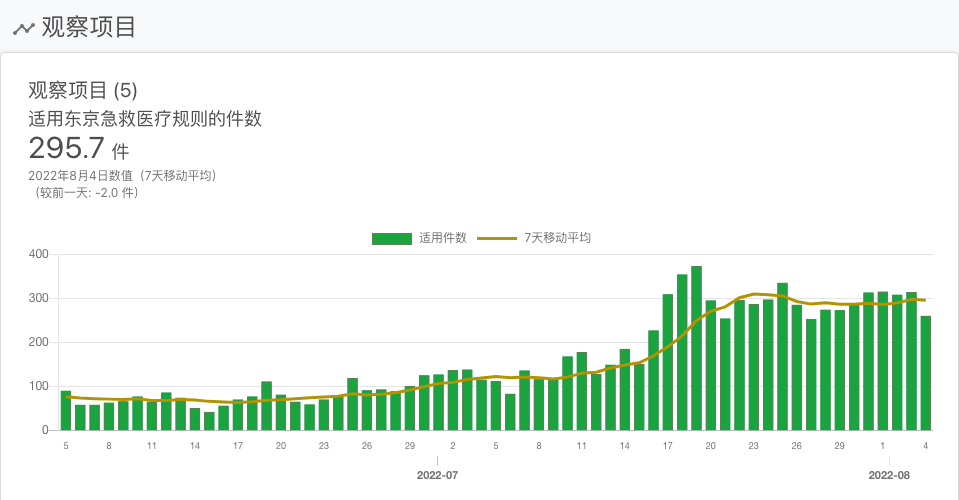 观察项目
观察项目 (5)
适用东京急救医疗规则的件数
295.7 件
2022年8月4日数值（7天移动平均）
（较前一天: -2.0 件）
适用件数 7天移动平均
400
300
200
100
0
5 8 11 14 17 20 23 26 29 2 5 8 11 14 17 20 23 26 29 1 4
2022-07 2022-08